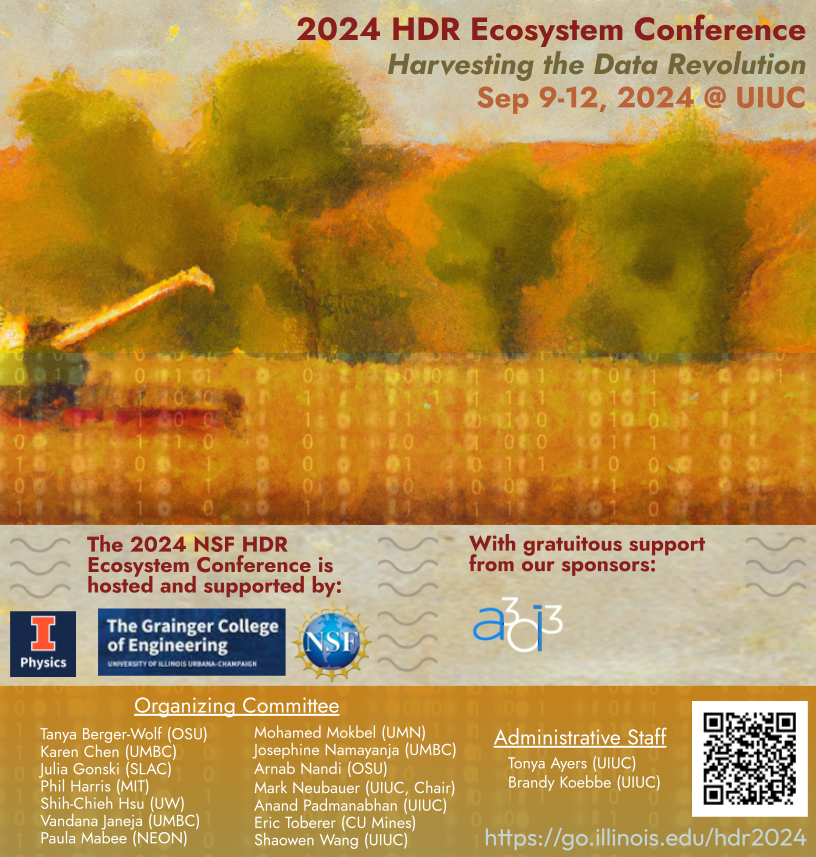 2024 HDR Ecosystem Conference
Harvesting the Data Revolution
Sep 9-12, 2024 @ UIUC
The 2024 NSF HDR
Ecosystem Conference is
hosted and supported by:
With gratuitous support
from our sponsors:
I
Physics
The Grainger College
of Engineering
UNIVERSITY OF ILLINOIS URBANA-CHAMPAIGN
NSF
a3d3
Organizing Committee
Tanya Berger-Wolf (OSU)
Karen Chen (UMBC)
Julia Gonski (SLAC)
Phil Harris (MIT)
Shih-Chieh Hsu (UW)
Vandana Janeja (UMBC)
Paula Mabee (NEON)
Mohamed Mokbel (UMN)
Josephine Namayanja (UMBC)
Arnab Nandi (OSU)
Mark Neubauer (UIUC, Chair)
Anand Padmanabhan (UIUC)
Eric Toberer (CU Mines)
Shaowen Wang (UIUC)
Administrative Staff
Tonya Ayers (UIUC)
Brandy Koebbe (UIUC)
https://go.illinois.edu/hdr2024